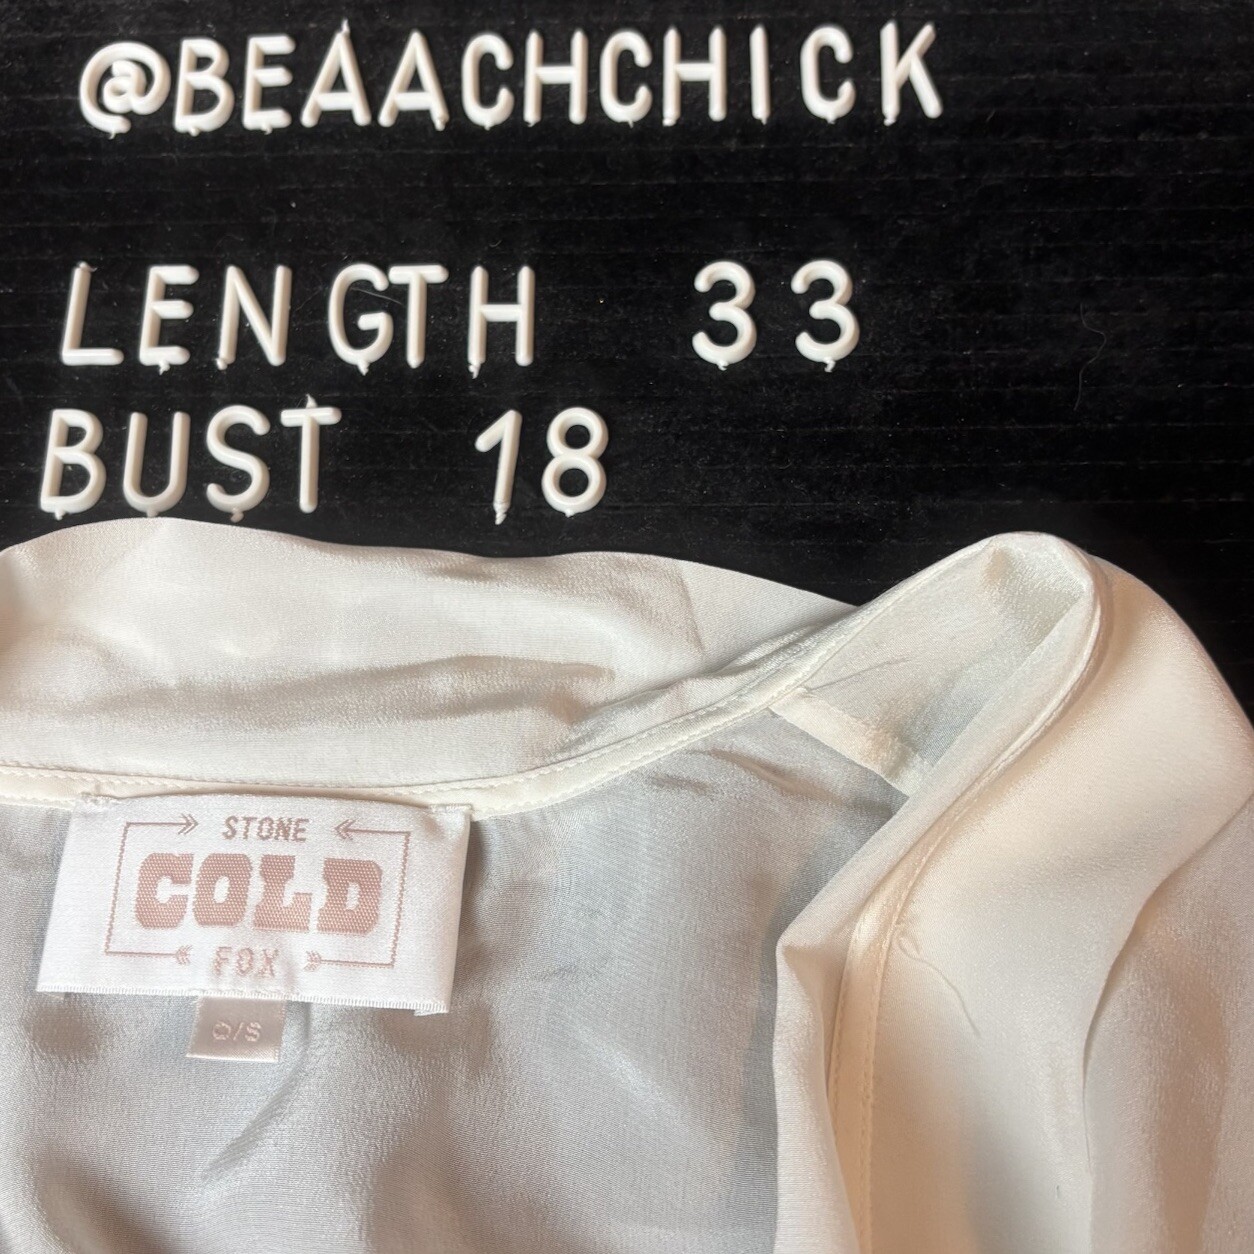 @BEAACHCHICK
LENGTH 33
BUST 18
STONE
COLD
FOX
O/S